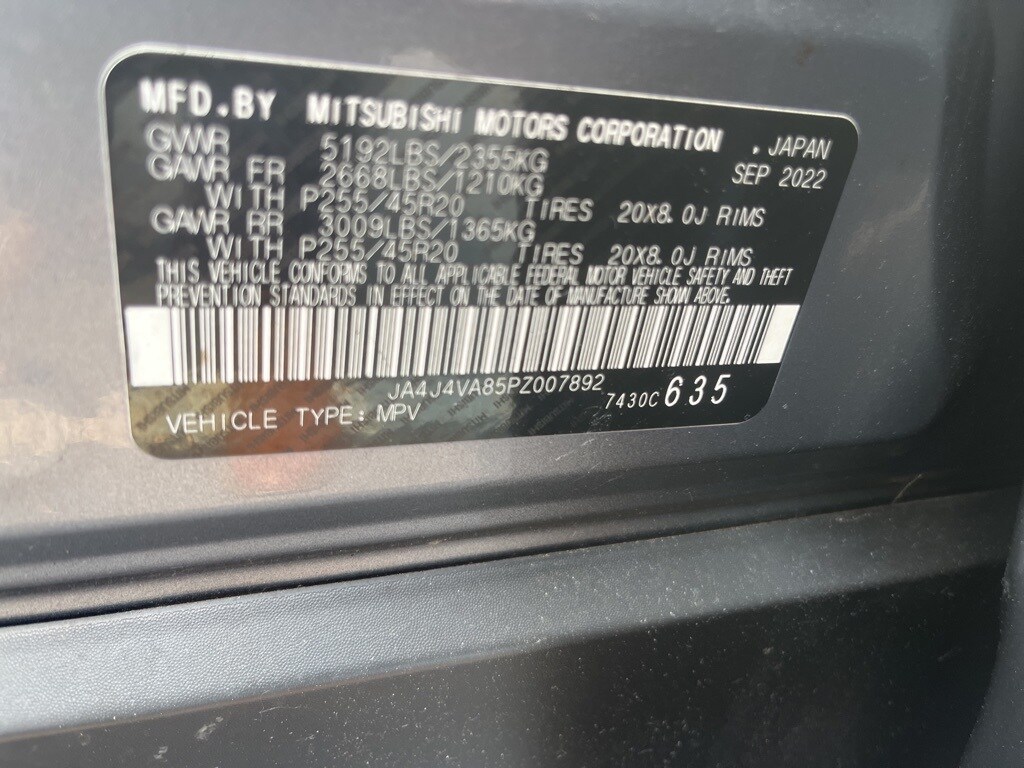 MFD.BY MITSUBISHI MOTORS CORPORATION , JAPAN
GVWR 5192LBS/2355KG SEP 2022
GAWR FR 2668LBS/1210KG
WITH P255/45R20 TIRES 20X8.0J RIMS
GAWR RR 3009LBS/1365KG
WITH P255/45R20 TIRES 20X8.0J RIMS
THIS VEHICLE CONFORMS TO ALL APPLICABLE FEDERAL MOTOR VEHICLE SAFETY AND THEFT
PREVENTION STANDARDS IN EFFECT ON THE DATE OF MANUFACTURE SHOWN ABOVE.
JA4J4VA85PZ007892
VEHICLE TYPE: MPV 7430C 635